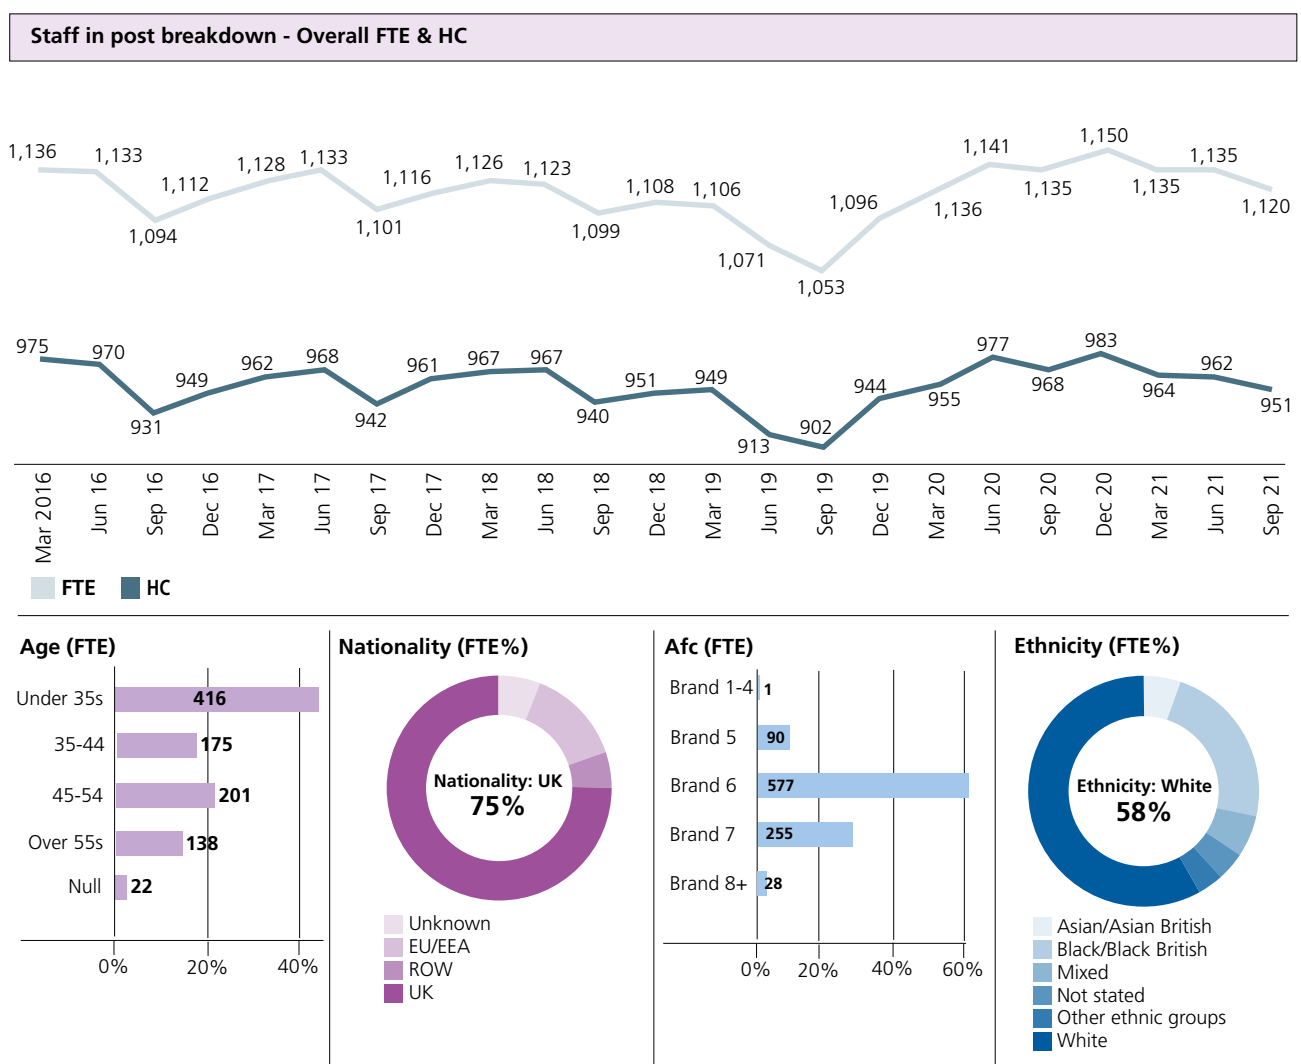 Staff in post breakdown - Overall FTE & HC
1,136 1,133 1,094 1,112 1,128 1,133 1,101 1,116 1,126 1,123 1,099 1,108 1,106 1,071 1,053 1,096 1,136 1,141 1,135 1,150 1,135 1,135 1,120
975 970 931 949 962 968 942 961 967 967 940 951 949 913 902 944 955 977 968 983 964 962 951
Mar 2016 Jun 16 Sep 16 Dec 16 Mar 17 Jun 17 Sep 17 Dec 17 Mar 18 Jun 18 Sep 18 Dec 18 Mar 19 Jun 19 Sep 19 Dec 19 Mar 20 Jun 20 Sep 20 Dec 20 Mar 21 Jun 21 Sep 21
FTE HC
Age (FTE)
Under 35s 416
35-44 175
45-54 201
Over 55s 138
Null 22
0% 20% 40%
Nationality (FTE%)
Nationality: UK
75%
Unknown
EU/EEA
ROW
UK
Afc (FTE)
Brand 1-4 1
Brand 5 90
Brand 6 577
Brand 7 255
Brand 8+ 28
0% 20% 40% 60%
Ethnicity (FTE%)
Ethnicity: White
58%
Asian/Asian British
Black/Black British
Mixed
Not stated
Other ethnic groups
White